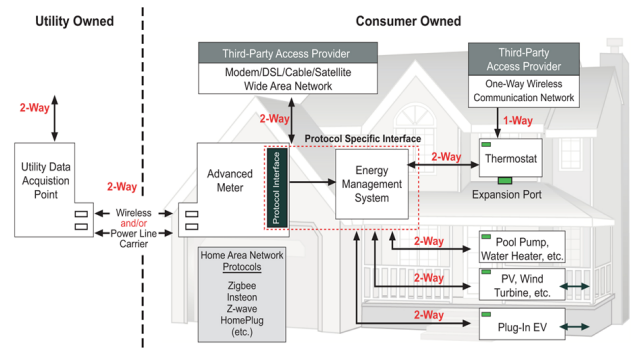 Utility Owned
Consumer Owned
Third-Party Access Provider
Modem/DSL/Cable/Satellite
Wide Area Network
Third-Party
Access Provider
One-Way Wireless
Communication Network
2-Way
2-Way
1-Way
Protocol Specific Interface
Utility Data
Acquistion
Point
2-Way
Wireless
and/or
Power Line
Carrier
Advanced
Meter
Protocol Interface
Energy
Management
System
2-Way
Thermostat
Expansion Port
Home Area Network
Protocols
Zigbee
Insteon
Z-wave
HomePlug
(etc.)
2-Way
Pool Pump,
Water Heater, etc.
2-Way
PV, Wind
Turbine, etc.
2-Way
Plug-In EV